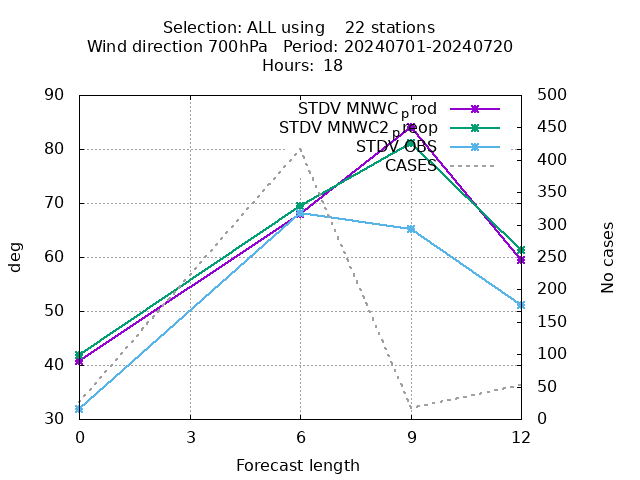 Selection: ALL using    22 stations
Wind direction 700hPa   Period: 20240701-20240720
Hours: 18
STDV MNWC_prod
STDV MNWC2_preop
STDV OBS
CASES
90
80
70
60
50
40
30
500
450
400
350
300
250
200
150
100
50
0
deg
No cases
0 3 6 9 12
Forecast length